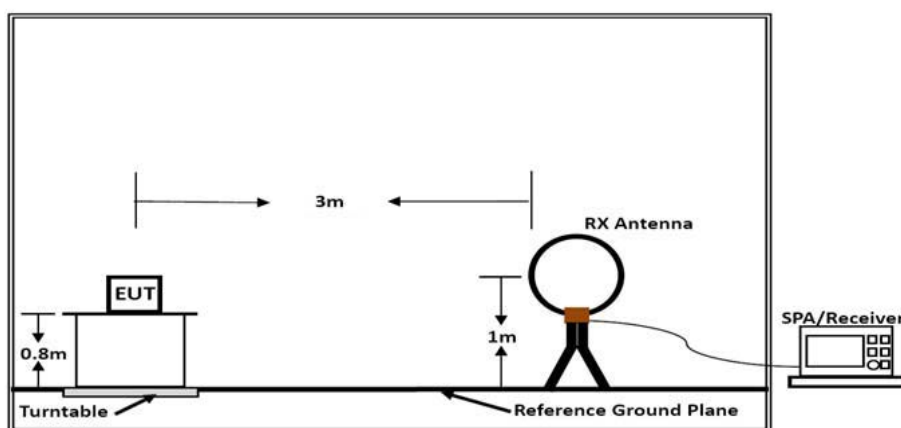 3m
RX Antenna
EUT
SPA/Receiver
0.8m
1m
Turntable
Reference Ground Plane